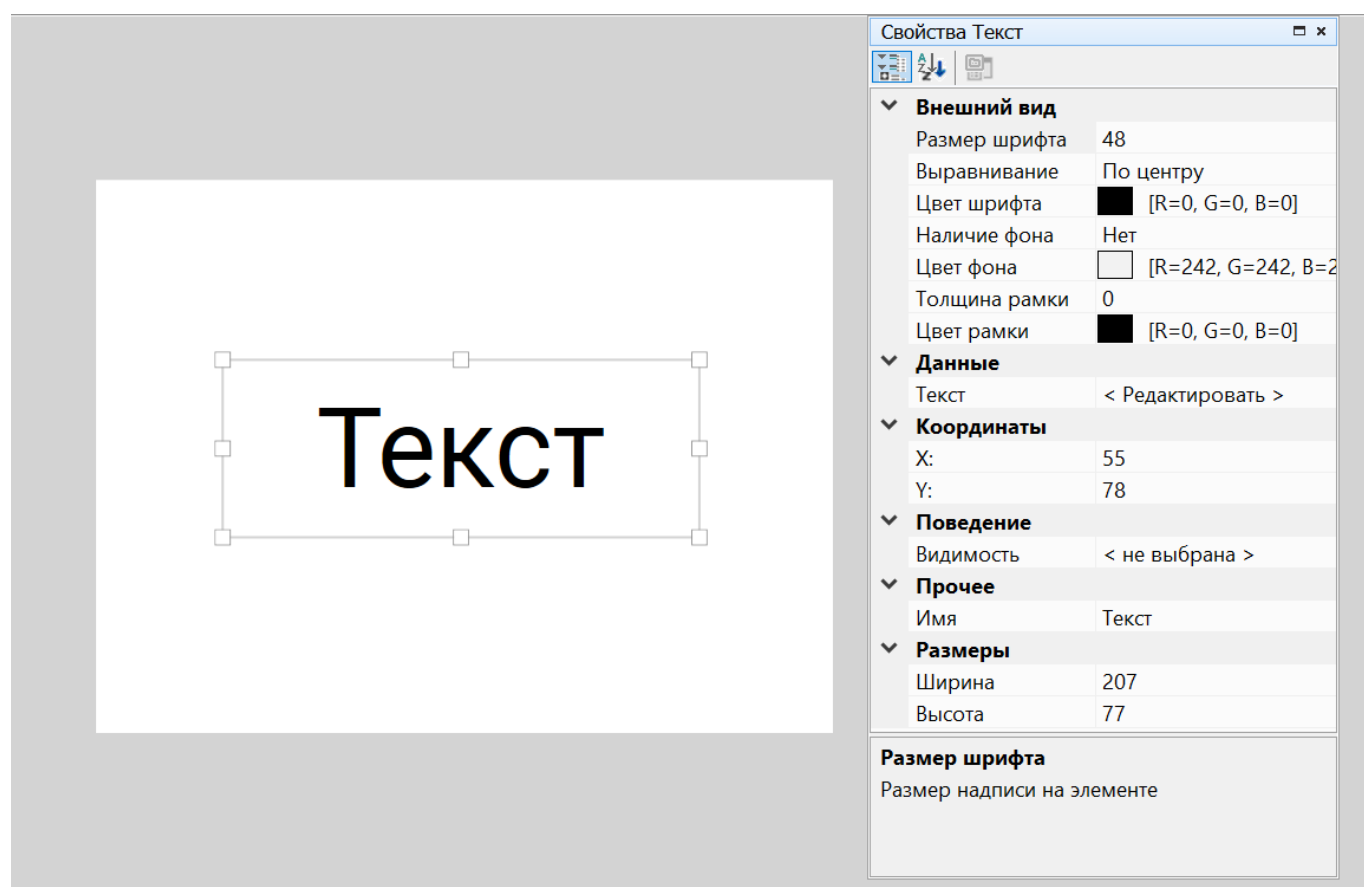 Свойства Текст
Внешний вид
Размер шрифта 48
Выравнивание По центру
Цвет шрифта [R=0, G=0, B=0]
Наличие фона Нет
Цвет фона [R=242, G=242, B=2
Толщина рамки 0
Цвет рамки [R=0, G=0, B=0]
Данные
Текст < Редактировать >
Координаты
X: 55
Y: 78
Поведение
Видимость < не выбрана >
Прочее
Имя Текст
Размеры
Ширина 207
Высота 77
Размер шрифта
Размер надписи на элементе
Текст